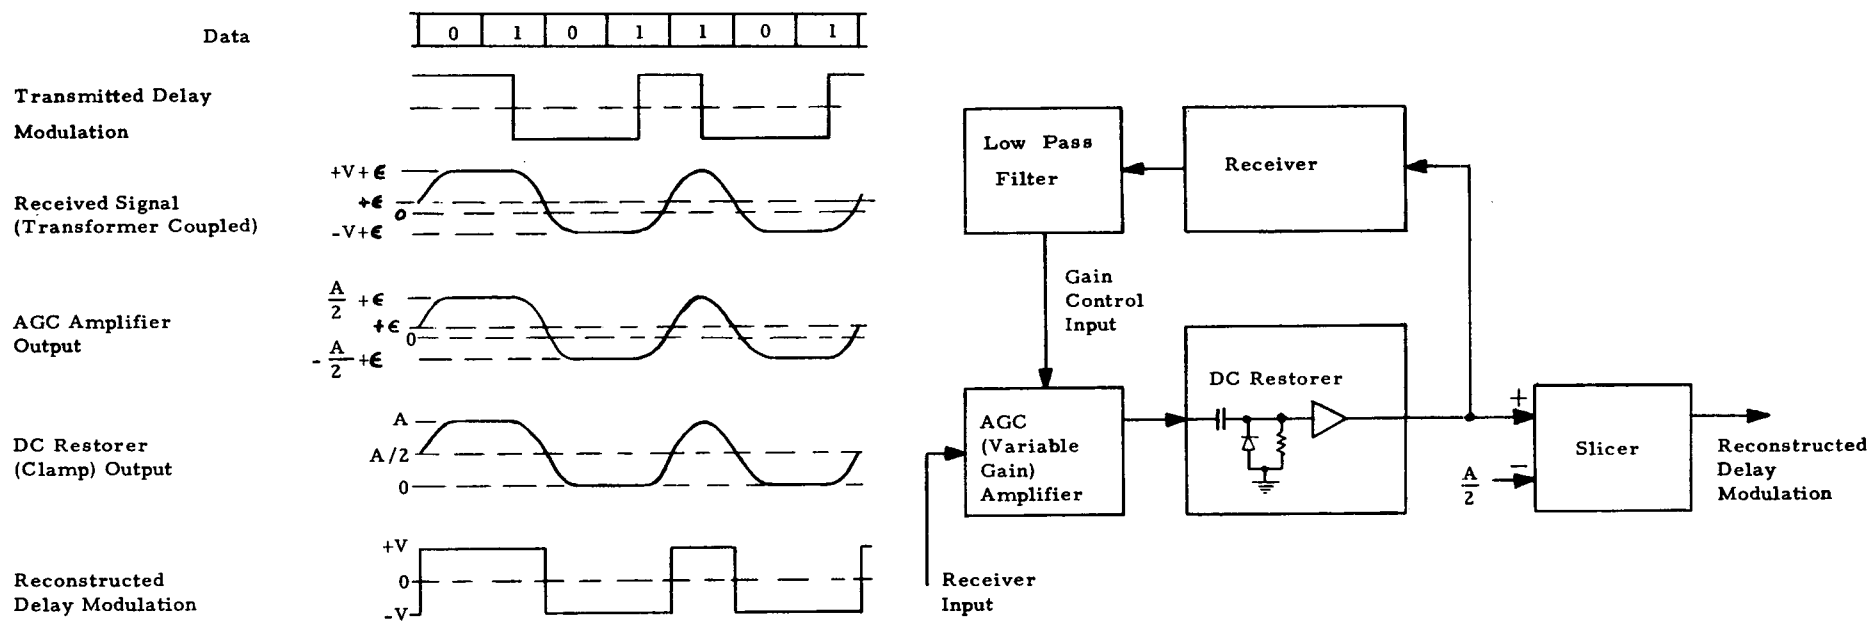 Data
0 1 0 1 1 0 1
Transmitted Delay
Modulation
+V+ϵ
+ϵ
0
-V+ϵ
Received Signal
(Transformer Coupled)
A/2 +ϵ
+ϵ
0
- A/2 +ϵ
AGC Amplifier
Output
A
A/2
0
DC Restorer
(Clamp) Output
+V
0
-V
Reconstructed
Delay Modulation
Low Pass
Filter
Receiver
Gain
Control
Input
AGC
(Variable
Gain)
Amplifier
DC Restorer
+
−
A/2
Slicer
Reconstructed
Delay
Modulation
Receiver
Input